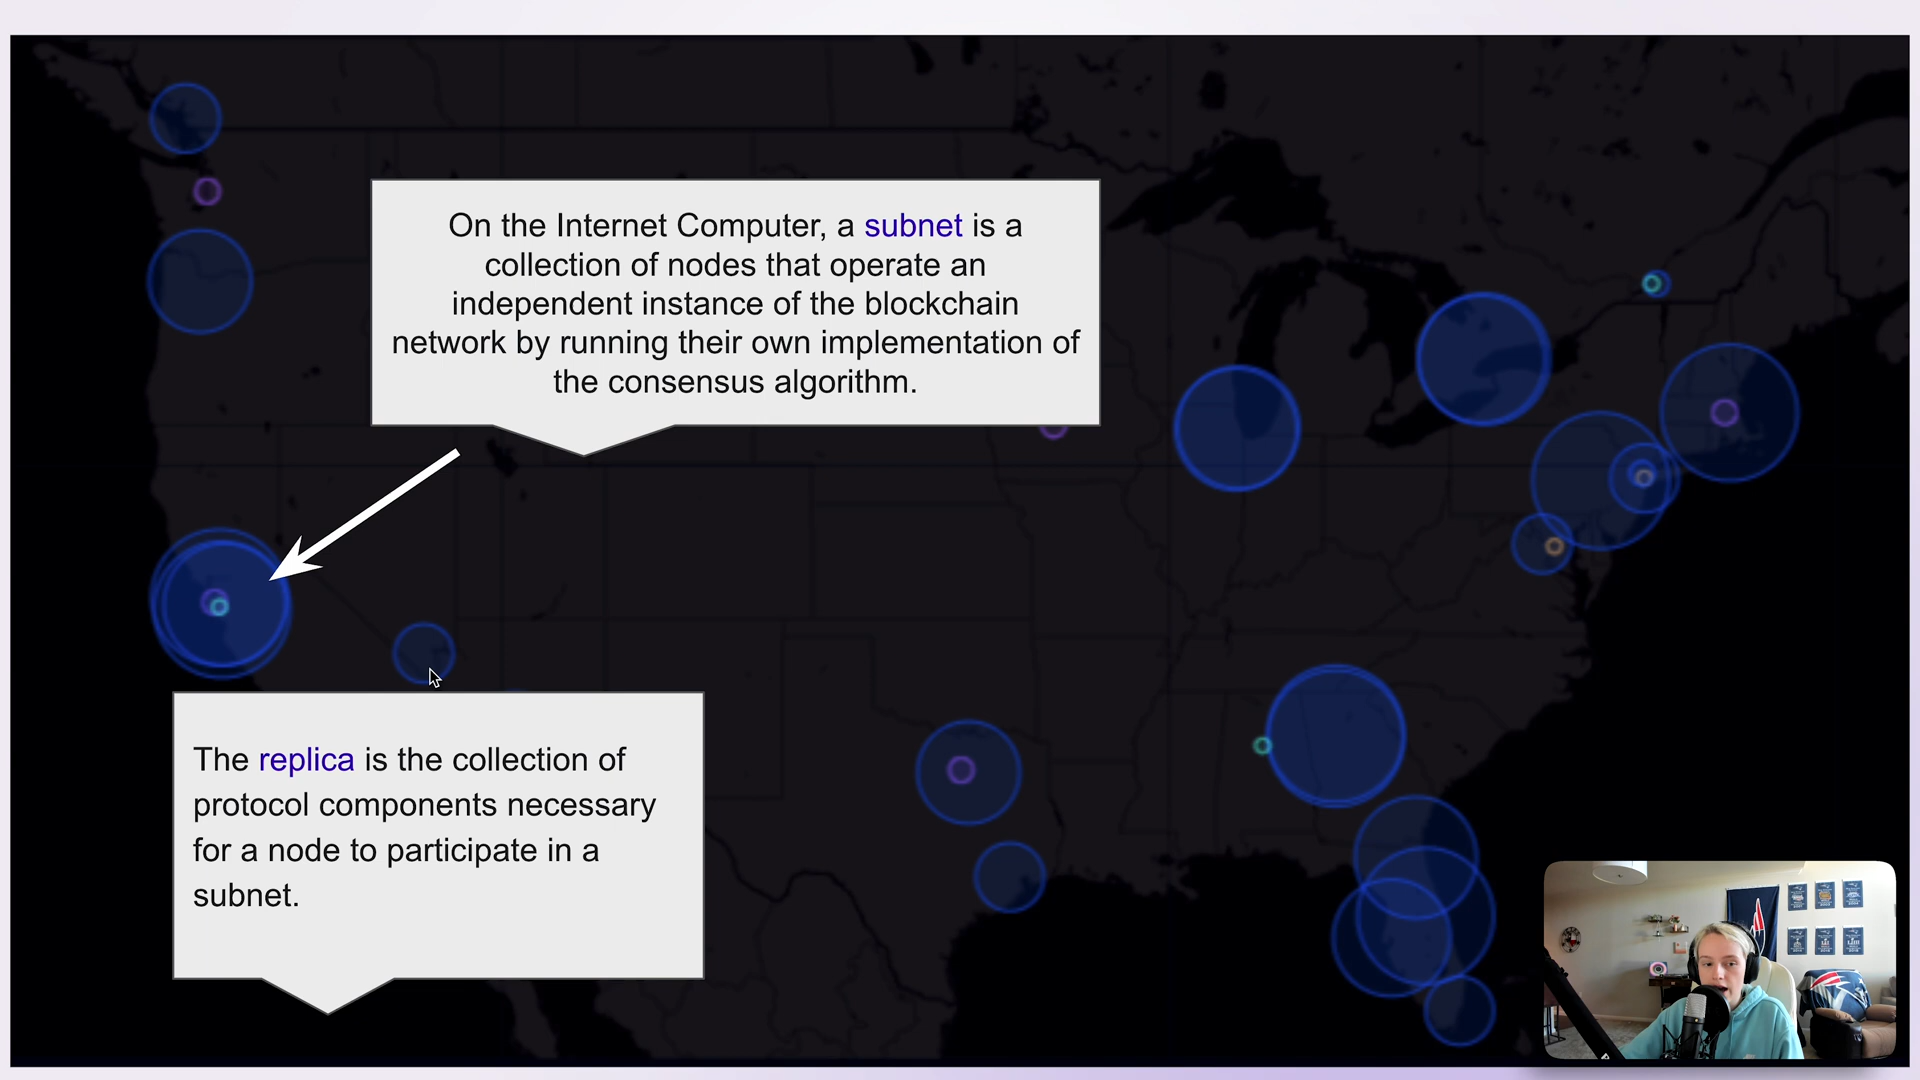 On the Internet Computer, a subnet is a
collection of nodes that operate an
independent instance of the blockchain
network by running their own implementation of
the consensus algorithm.
The replica is the collection of
protocol components necessary
for a node to participate in a
subnet.